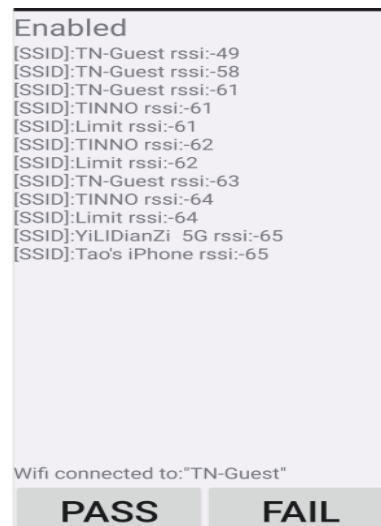 Enabled
[SSID]:TN-Guest rssi:-49
[SSID]:TN-Guest rssi:-58
[SSID]:TN-Guest rssi:-61
[SSID]:TINNO rssi:-61
[SSID]:Limit rssi:-61
[SSID]:TINNO rssi:-62
[SSID]:Limit rssi:-62
[SSID]:TN-Guest rssi:-63
[SSID]:TINNO rssi:-64
[SSID]:Limit rssi:-64
[SSID]:YiLIDianZi  5G rssi:-65
[SSID]:Tao's iPhone rssi:-65
Wifi connected to:"TN-Guest"
PASS FAIL